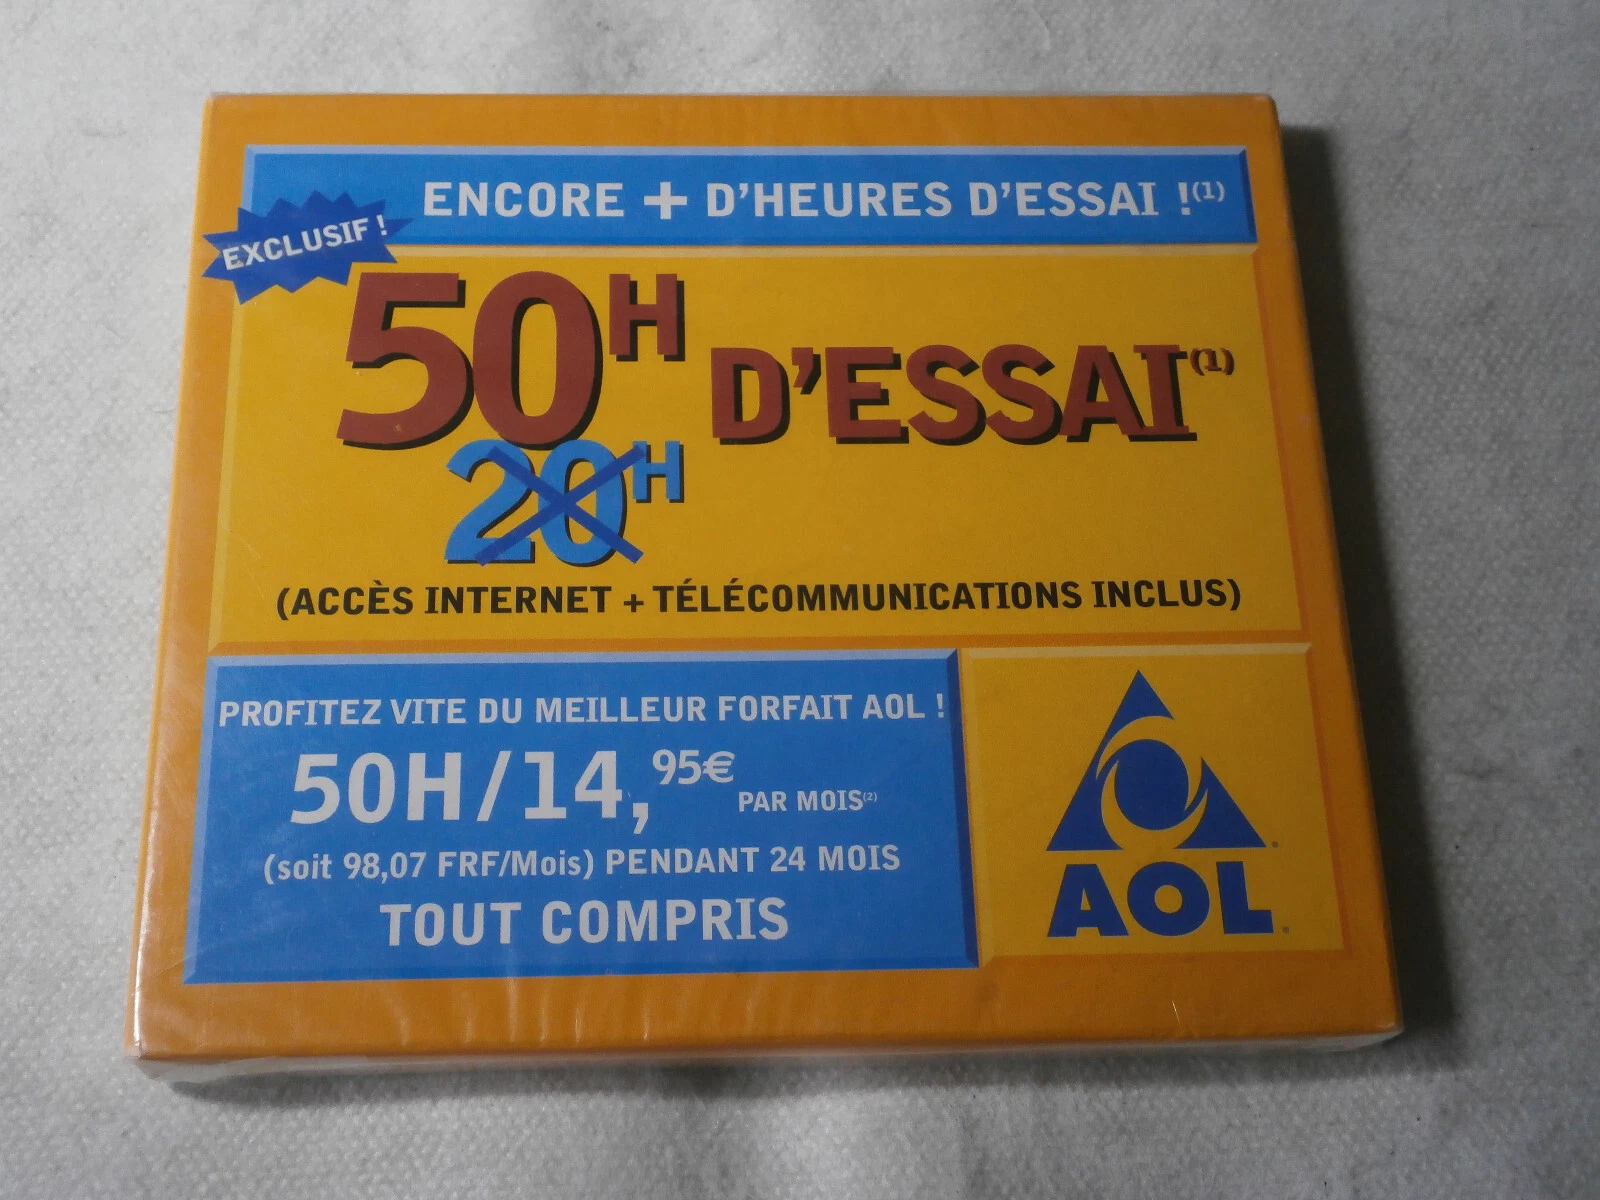 ENCORE + D'HEURES D'ESSAI !(1)
EXCLUSIF !
50H D'ESSAI(1)
20H
(ACCÈS INTERNET + TÉLÉCOMMUNICATIONS INCLUS)
PROFITEZ VITE DU MEILLEUR FORFAIT AOL !
50H/14,95€ PAR MOIS(2)
(soit 98,07 FRF/Mois) PENDANT 24 MOIS
TOUT COMPRIS
AOL